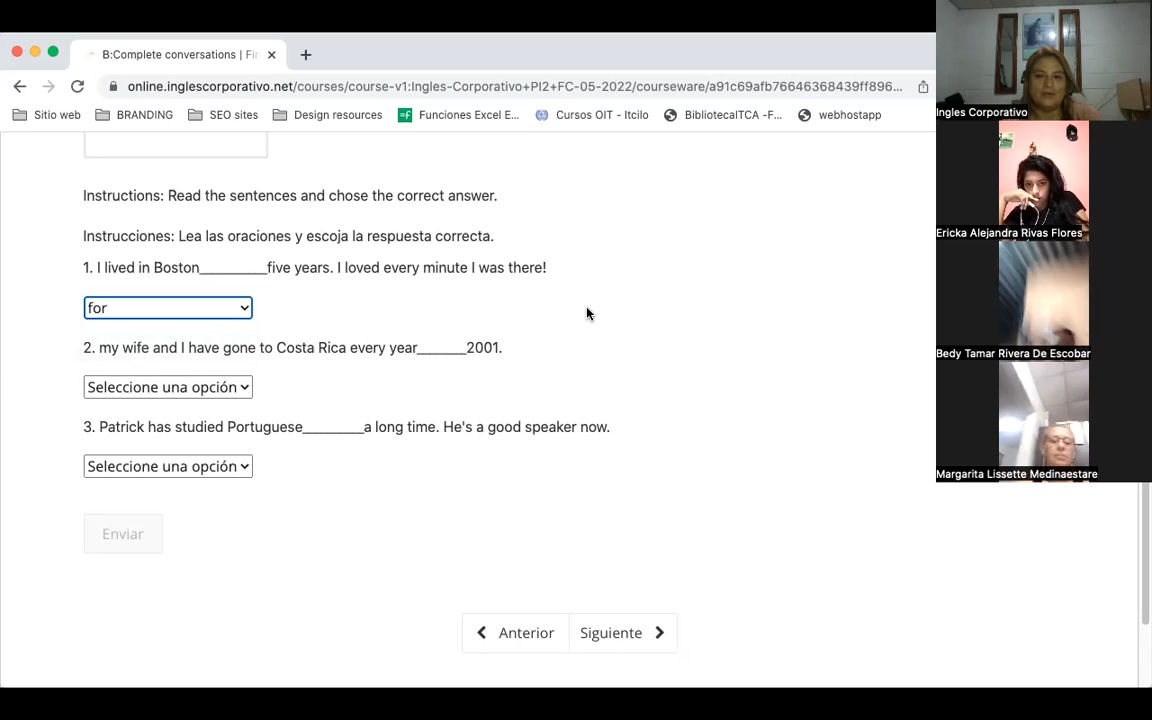 B:Complete conversations | Fin
online.inglescorporativo.net/courses/course-v1:Ingles-Corporativo+PI2+FC-05-2022/courseware/a91c69afb76646368439ff896...
Sitio web BRANDING SEO sites Design resources Funciones Excel E... Cursos OIT - Itcilo BibliotecaITCA -F... webhostapp
Instructions: Read the sentences and chose the correct answer.
Instrucciones: Lea las oraciones y escoja la respuesta correcta.
1. I lived in Boston__________five years. I loved every minute I was there!
for
2. my wife and I have gone to Costa Rica every year_______2001.
Seleccione una opción
3. Patrick has studied Portuguese_________a long time. He's a good speaker now.
Seleccione una opción
Enviar
Anterior Siguiente
Ingles Corporativo
Ericka Alejandra Rivas Flores
Bedy Tamar Rivera De Escobar
Margarita Lissette Medinaestare